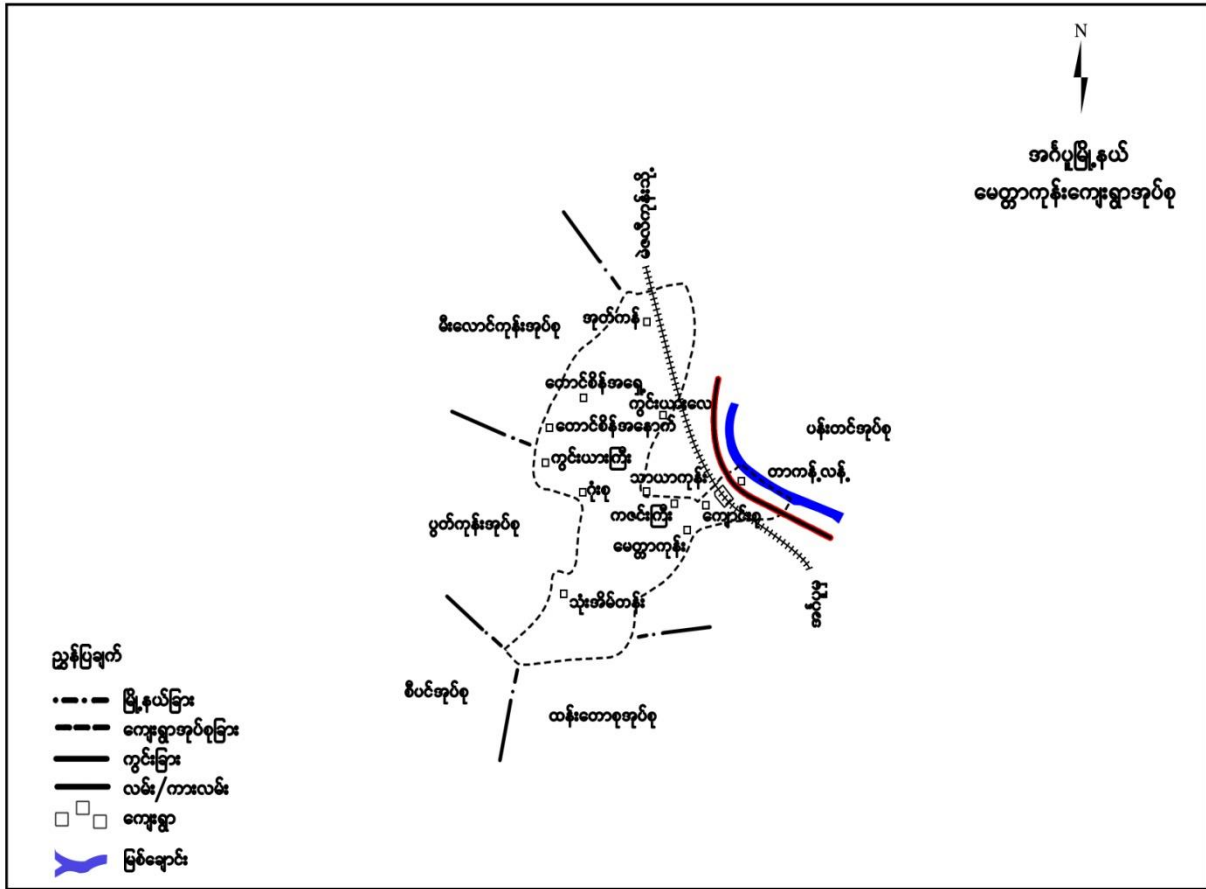 N
အင်္ဂပူမြို့နယ်
မေတ္တာကုန်းကျေးရွာအုပ်စု
မဲဇလီကုန်းသို့
မီးလောင်ကုန်းအုပ်စု
အုတ်ကန်
တောင်စိန်အရှေ့
ကွင်းယားလေ
တောင်စိန်အနောက်
ပန်းတင်အုပ်စု
ကွင်းယားကြီး
သာယာကုန်း
တာကန့်လန့်
ဂုံးစု
ကဇင်းကြီး
ကျောင်းစု
ပွတ်ကုန်းအုပ်စု
မေတ္တာကုန်း
သုံးအိမ်တန်း
အင်္ဂပူမှ
စီပင်အုပ်စု
ထန်းတောစုအုပ်စု
ညွှန်ပြချက်
မြို့နယ်ခြား
ကျေးရွာအုပ်စုခြား
ကွင်းခြား
လမ်း/ကားလမ်း
ကျေးရွာ
မြစ်ချောင်း